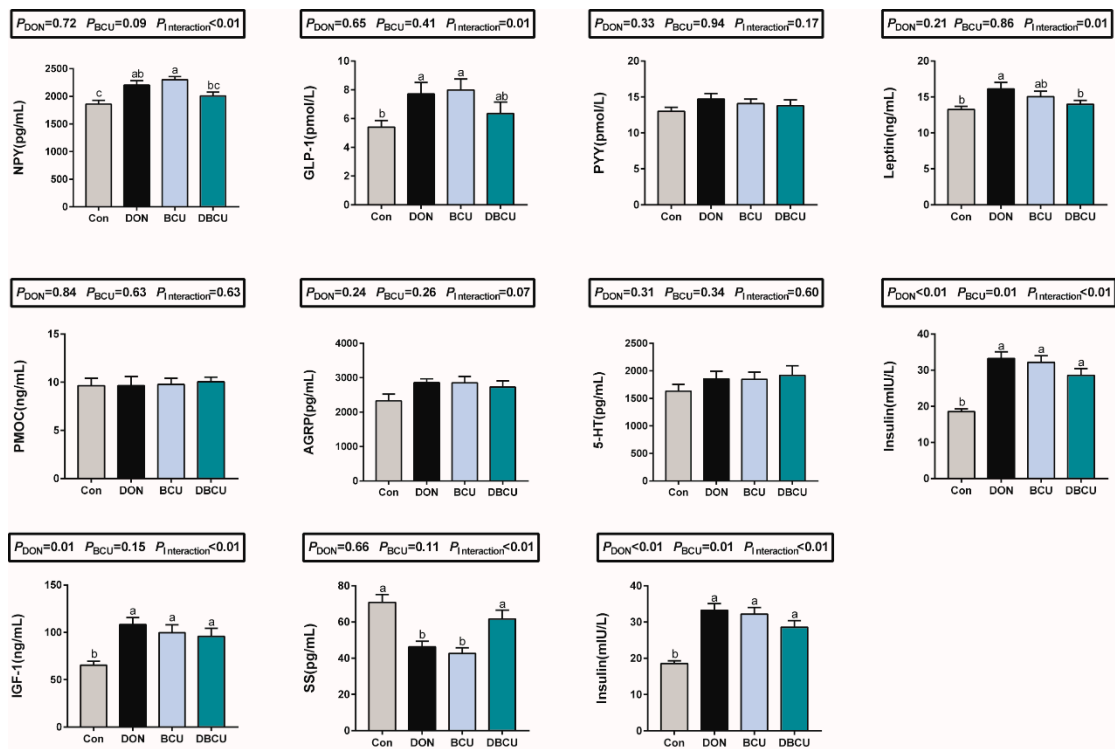 PDON=0.72 PBCU=0.09 PInteraction<0.01
NPY(pg/mL)
2500
2000
1500
1000
500
0
c
ab
a
bc
Con DON BCU DBCU
PDON=0.65 PBCU=0.41 PInteraction=0.01
GLP-1(pmol/L)
10
8
6
4
2
0
b
a
a
ab
Con DON BCU DBCU
PDON=0.33 PBCU=0.94 PInteraction=0.17
PYY(pmol/L)
20
15
10
5
0
Con DON BCU DBCU
PDON=0.21 PBCU=0.86 PInteraction=0.01
Leptin(ng/mL)
20
15
10
5
0
b
a
ab
b
Con DON BCU DBCU
PDON=0.84 PBCU=0.63 PInteraction=0.63
PMOC(ng/mL)
15
10
5
0
Con DON BCU DBCU
PDON=0.24 PBCU=0.26 PInteraction=0.07
AGRP(pg/mL)
4000
3000
2000
1000
0
Con DON BCU DBCU
PDON=0.31 PBCU=0.34 PInteraction=0.60
5-HT(pg/mL)
2500
2000
1500
1000
500
0
Con DON BCU DBCU
PDON<0.01 PBCU=0.01 PInteraction<0.01
Insulin(mIU/L)
40
30
20
10
0
b
a
a
a
Con DON BCU DBCU
PDON=0.01 PBCU=0.15 PInteraction<0.01
IGF-1(ng/mL)
150
100
50
0
b
a
a
a
Con DON BCU DBCU
PDON=0.66 PBCU=0.11 PInteraction<0.01
SS(pg/mL)
80
60
40
20
0
a
b
b
a
Con DON BCU DBCU
PDON<0.01 PBCU=0.01 PInteraction<0.01
Insulin(mIU/L)
40
30
20
10
0
b
a
a
a
Con DON BCU DBCU